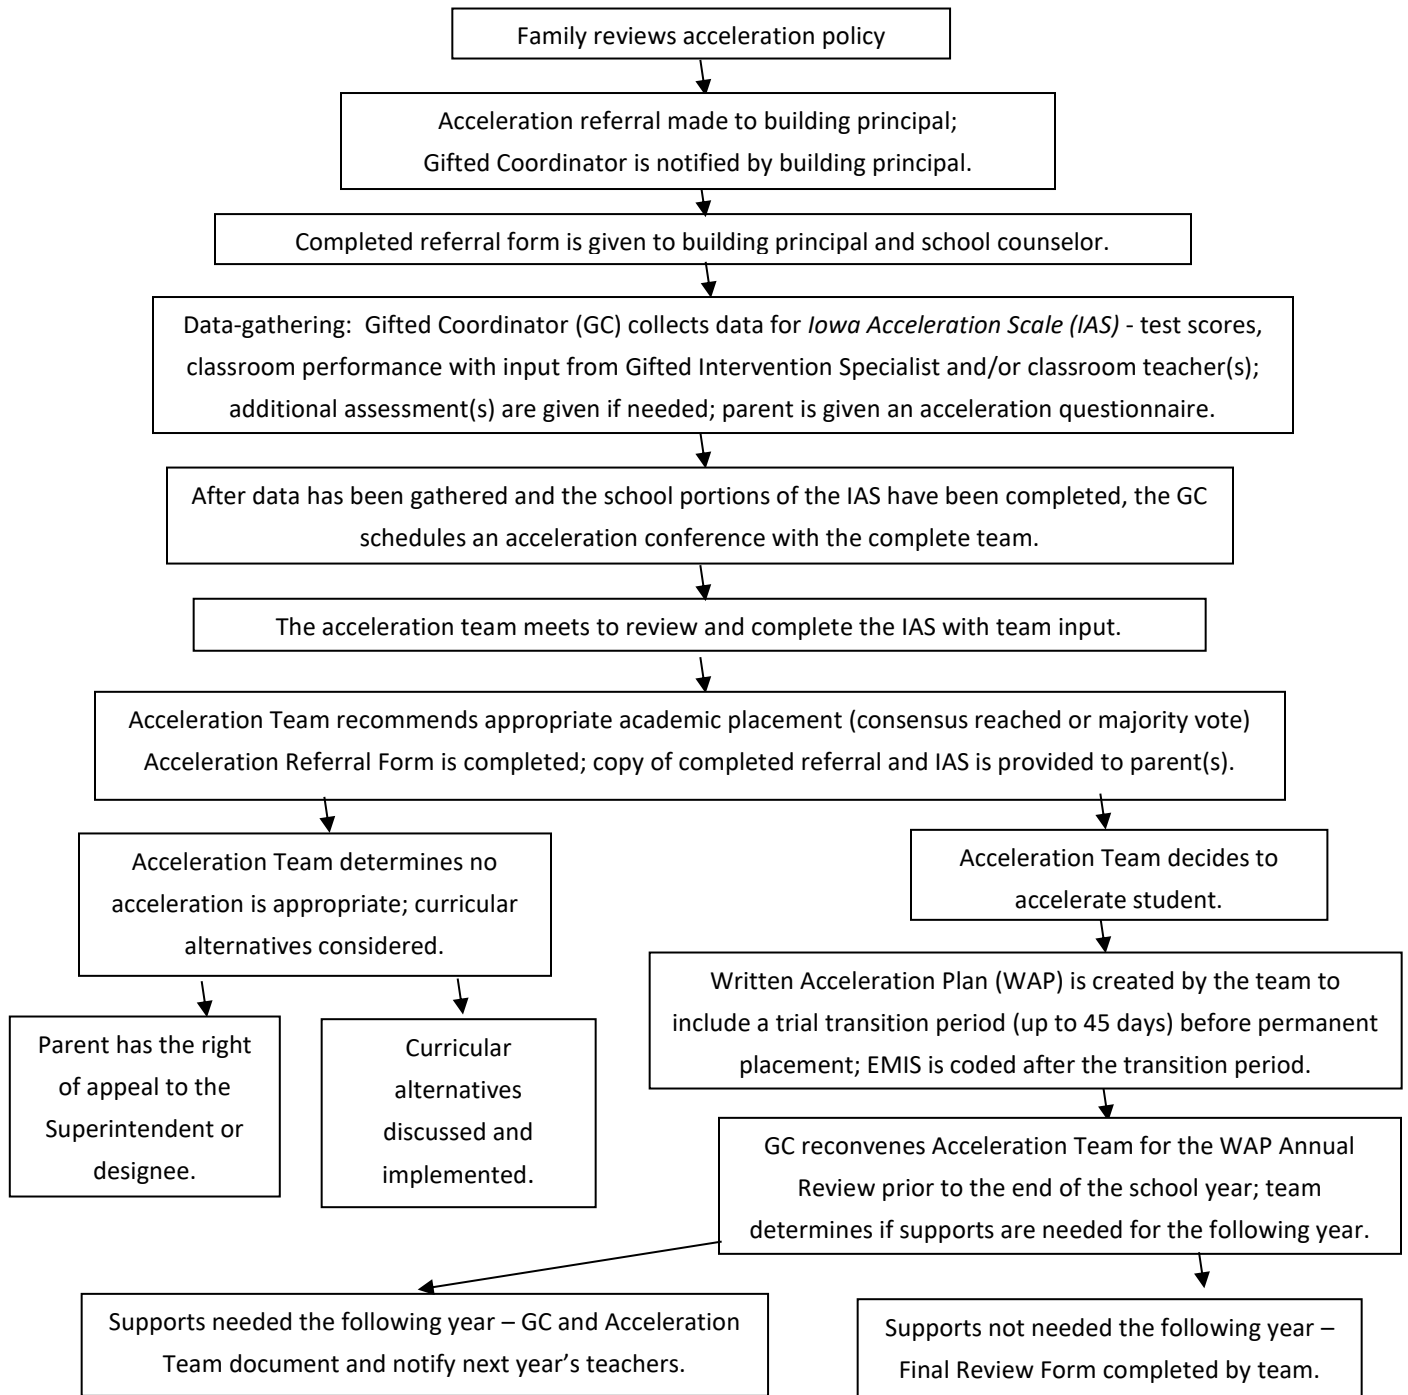 Family reviews acceleration policy
Acceleration referral made to building principal;
Gifted Coordinator is notified by building principal.
Completed referral form is given to building principal and school counselor.
Data-gathering:  Gifted Coordinator (GC) collects data for Iowa Acceleration Scale (IAS) - test scores,
classroom performance with input from Gifted Intervention Specialist and/or classroom teacher(s);
additional assessment(s) are given if needed; parent is given an acceleration questionnaire.
After data has been gathered and the school portions of the IAS have been completed, the GC
schedules an acceleration conference with the complete team.
The acceleration team meets to review and complete the IAS with team input.
Acceleration Team recommends appropriate academic placement (consensus reached or majority vote)
Acceleration Referral Form is completed; copy of completed referral and IAS is provided to parent(s).
Acceleration Team determines no
acceleration is appropriate; curricular
alternatives considered.
Parent has the right
of appeal to the
Superintendent or
designee.
Curricular
alternatives
discussed and
implemented.
Acceleration Team decides to
accelerate student.
Written Acceleration Plan (WAP) is created by the team to
include a trial transition period (up to 45 days) before permanent
placement; EMIS is coded after the transition period.
GC reconvenes Acceleration Team for the WAP Annual
Review prior to the end of the school year; team
determines if supports are needed for the following year.
Supports needed the following year – GC and Acceleration
Team document and notify next year's teachers.
Supports not needed the following year –
Final Review Form completed by team.